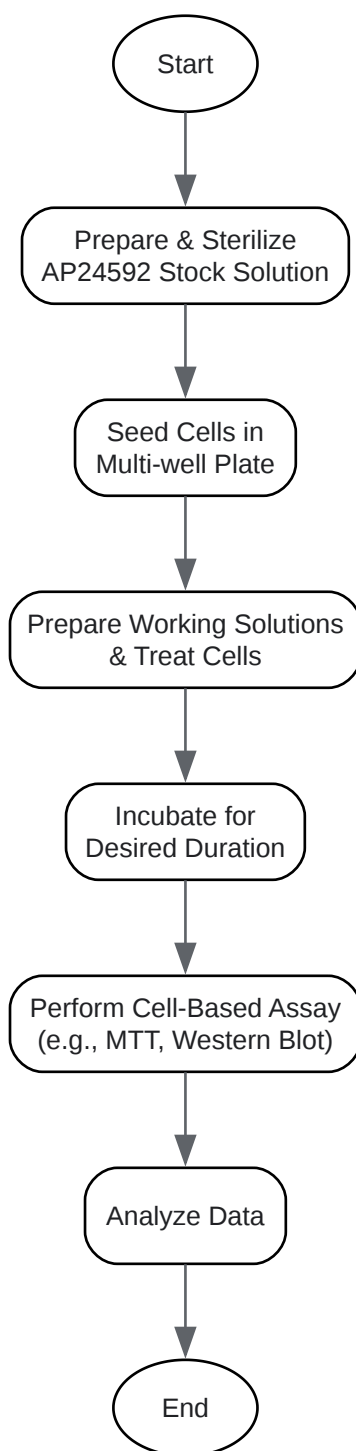 Start
Prepare & Sterilize
AP24592 Stock Solution
Seed Cells in
Multi-well Plate
Prepare Working Solutions
& Treat Cells
Incubate for
Desired Duration
Perform Cell-Based Assay
(e.g., MTT, Western Blot)
Analyze Data
End